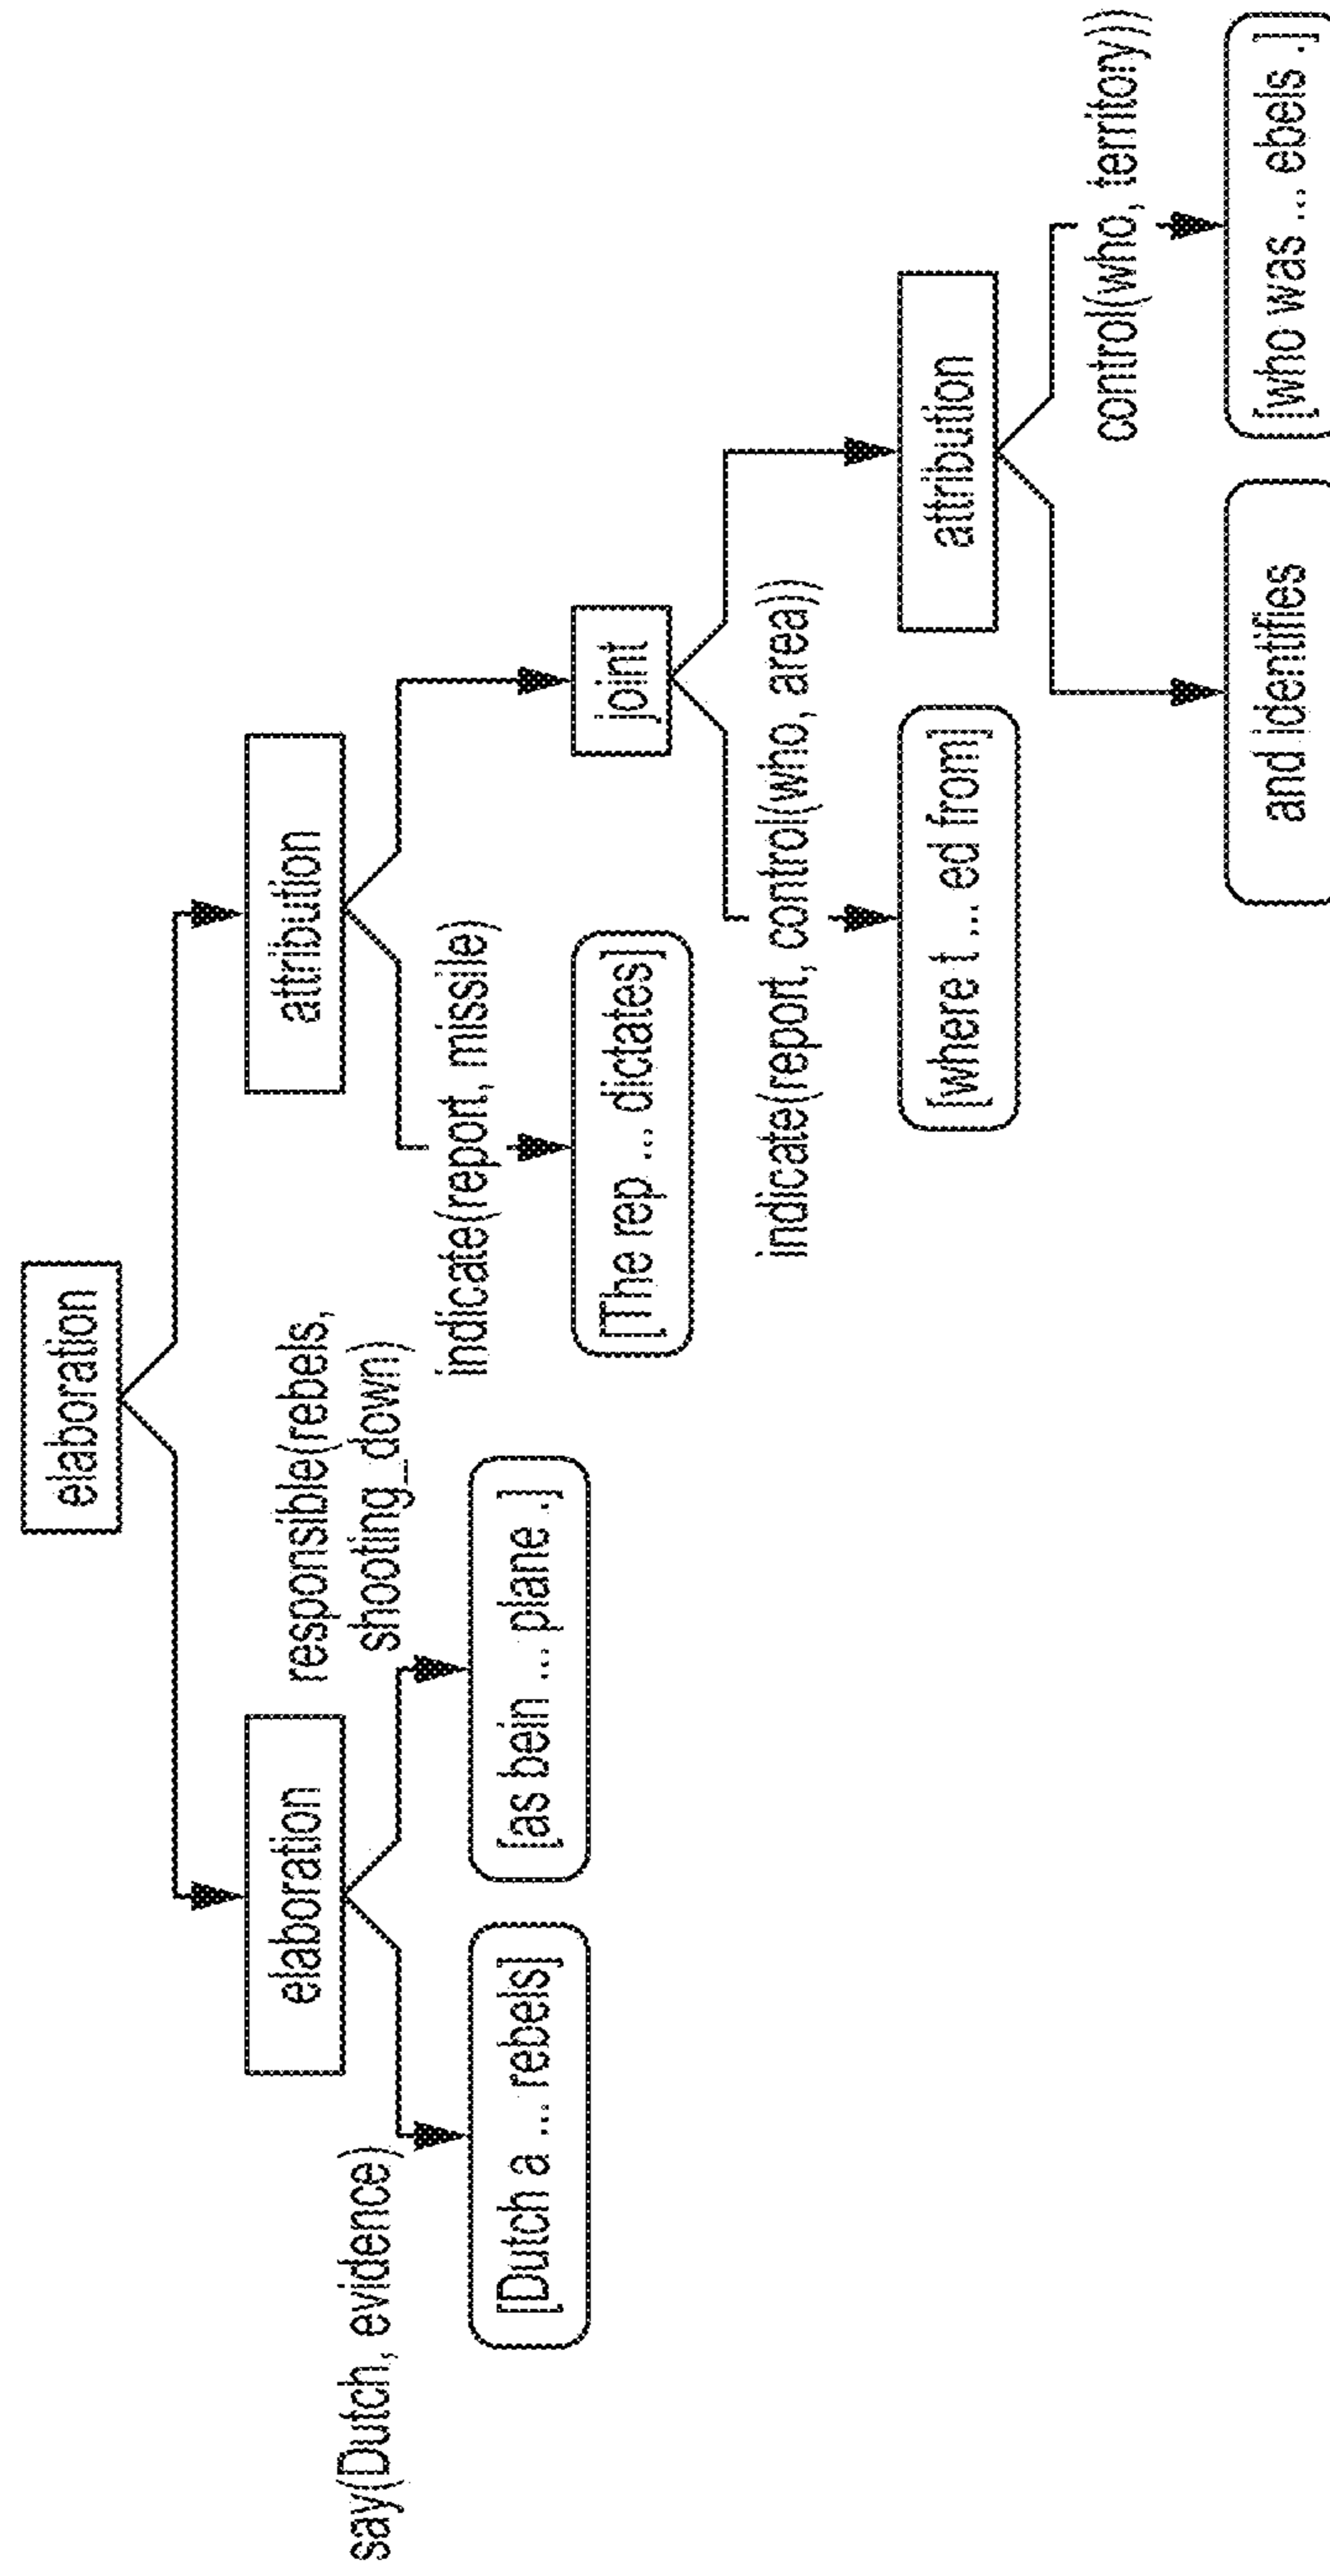 elaboration
elaboration
attribution
say(Dutch, evidence)
responsible(rebels,
shooting_down)
indicate(report, missile)
[Dutch a ... rebels]
[as bein ... plane .]
[The rep ... dictates]
joint
indicate(report, control(who, area))
[where t ... ed from]
attribution
control(who, territory))
and identifies
[who was ... ebels .]